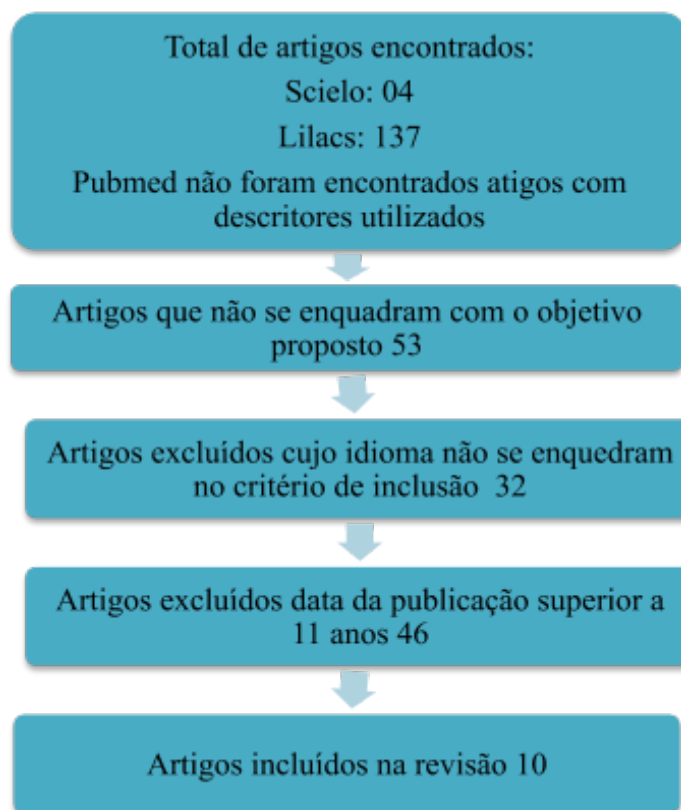 Total de artigos encontrados:
Scielo: 04
Lilacs: 137
Pubmed não foram encontrados atigos com
descritores utilizados
Artigos que não se enquadram com o objetivo
proposto 53
Artigos excluídos cujo idioma não se enquedram
no critério de inclusão 32
Artigos excluídos data da publicação superior a
11 anos 46
Artigos incluídos na revisão 10